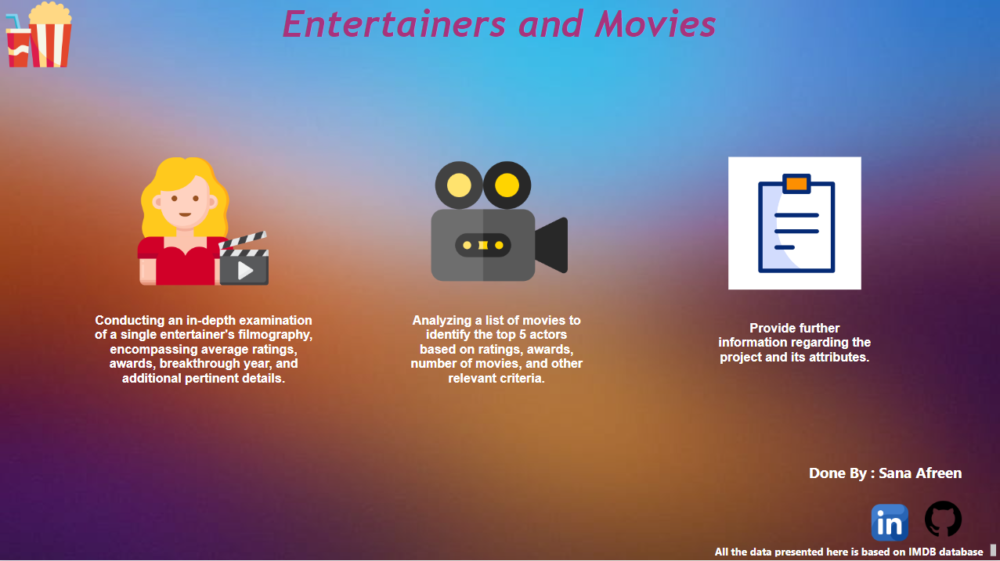 Entertainers and Movies
Conducting an in-depth examination
of a single entertainer's filmography,
encompassing average ratings,
awards, breakthrough year, and
additional pertinent details.
Analyzing a list of movies to
identify the top 5 actors
based on ratings, awards,
number of movies, and other
relevant criteria.
Provide further
information regarding the
project and its attributes.
Done By : Sana Afreen
in
All the data presented here is based on IMDB database